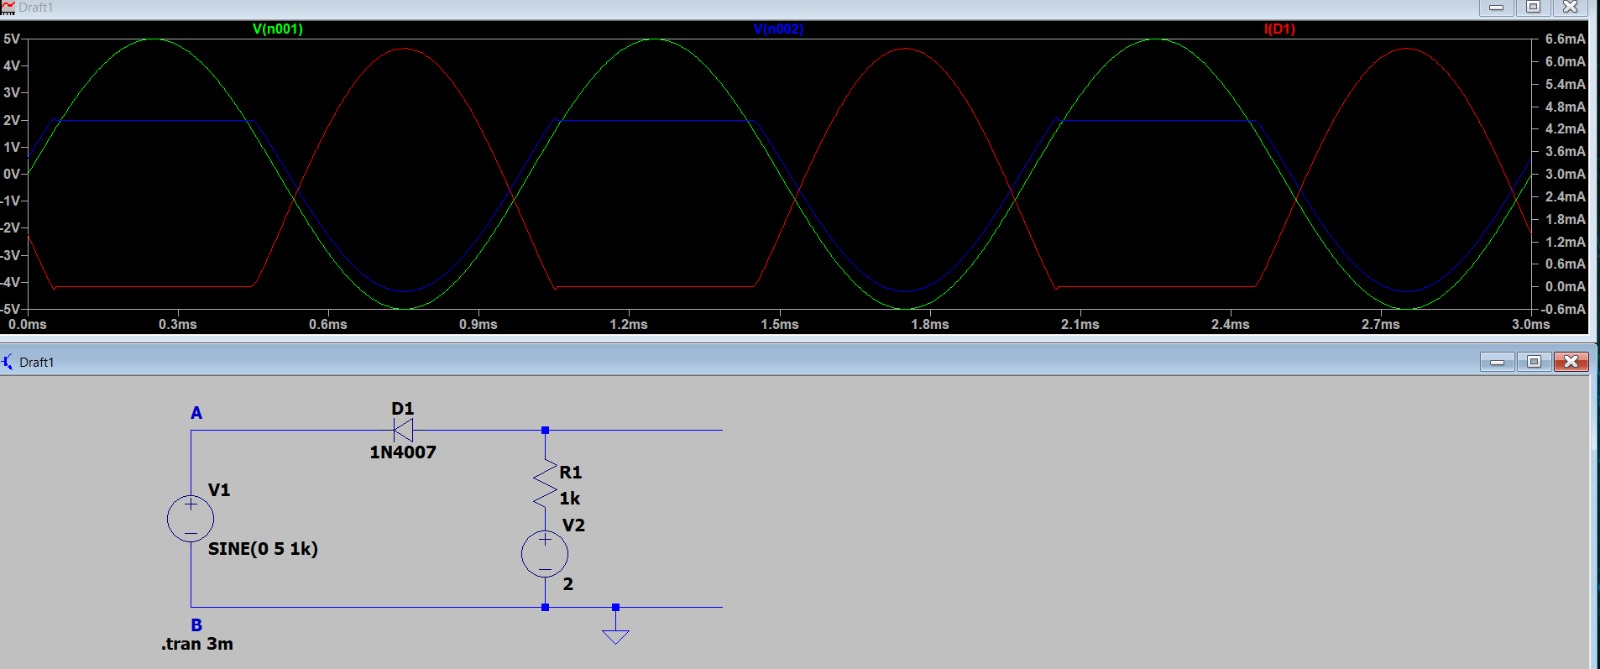 Draft1
V(n001) V(n002) I(D1)
5V 6.6mA
4V 6.0mA
3V 5.4mA
2V 4.8mA
1V 4.2mA
0V 3.6mA
-1V 3.0mA
-2V 2.4mA
-3V 1.8mA
-4V 1.2mA
-5V 0.6mA
0.0mA
-0.6mA
0.0ms 0.3ms 0.6ms 0.9ms 1.2ms 1.5ms 1.8ms 2.1ms 2.4ms 2.7ms 3.0ms
Draft1
A
D1
1N4007
V1
SINE(0 5 1k)
R1
1k
V2
2
B
.tran 3m